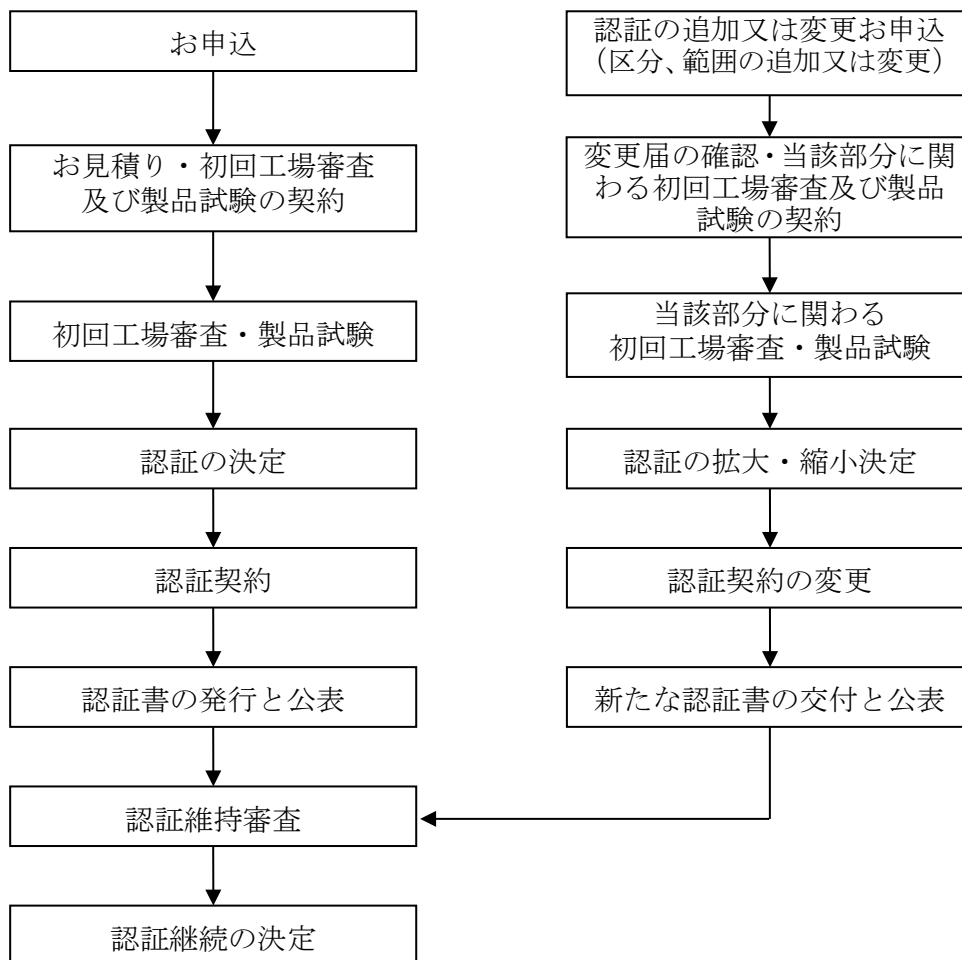 お申込
お見積り・初回工場審査
及び製品試験の契約
初回工場審査・製品試験
認証の決定
認証契約
認証書の発行と公表
認証維持審査
認証継続の決定
認証の追加又は変更お申込
(区分、範囲の追加又は変更)
変更届の確認・当該部分に関
わる初回工場審査及び製品
試験の契約
当該部分に関わる
初回工場審査・製品試験
認証の拡大・縮小決定
認証契約の変更
新たな認証書の交付と公表